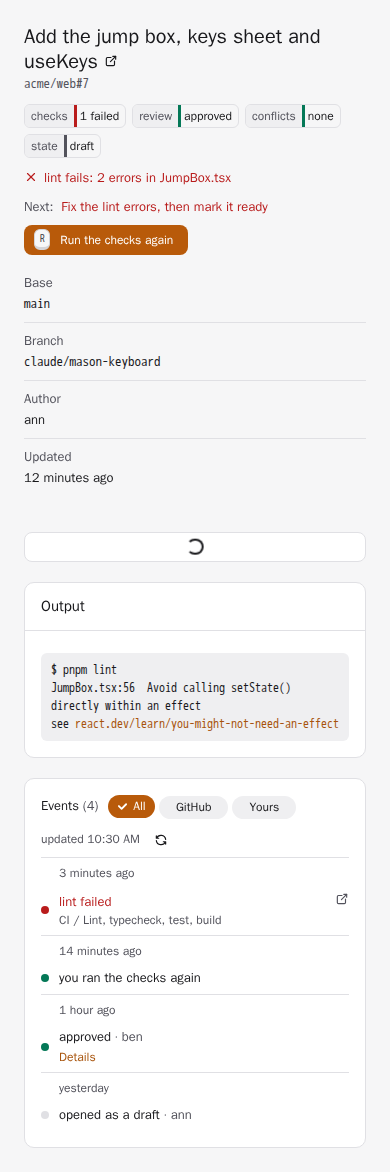 Add the jump box, keys sheet and
useKeys
acme/web#7
checks 1 failed review approved conflicts none
state draft
lint fails: 2 errors in JumpBox.tsx
Next: Fix the lint errors, then mark it ready
R Run the checks again
Base
main
Branch
claude/mason-keyboard
Author
ann
Updated
12 minutes ago
Output
$ pnpm lint
JumpBox.tsx:56 Avoid calling setState()
directly within an effect
see react.dev/learn/you-might-not-need-an-effect
Events (4) All GitHub Yours
updated 10:30 AM
3 minutes ago
lint failed
CI / Lint, typecheck, test, build
14 minutes ago
you ran the checks again
1 hour ago
approved · ben
Details
yesterday
opened as a draft · ann